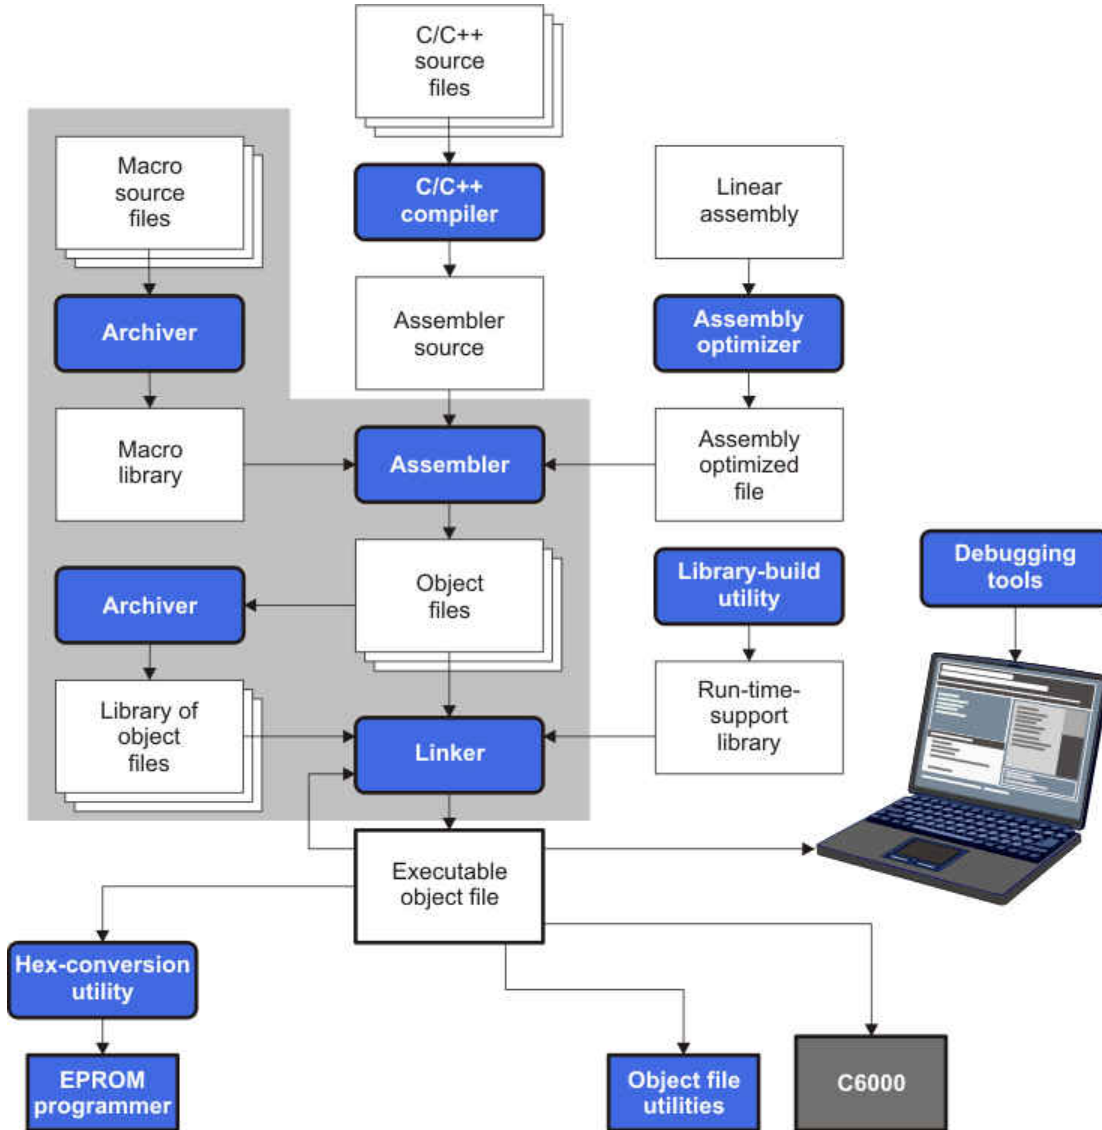 C/C++
source
files
Macro
source
files
C/C++
compiler
Linear
assembly
Archiver
Assembler
source
Assembly
optimizer
Macro
library
Assembler
Assembly
optimized
file
Archiver
Object
files
Library-build
utility
Debugging
tools
Library of
object
files
Linker
Run-time-
support
library
Executable
object file
Hex-conversion
utility
EPROM
programmer
Object file
utilities
C6000